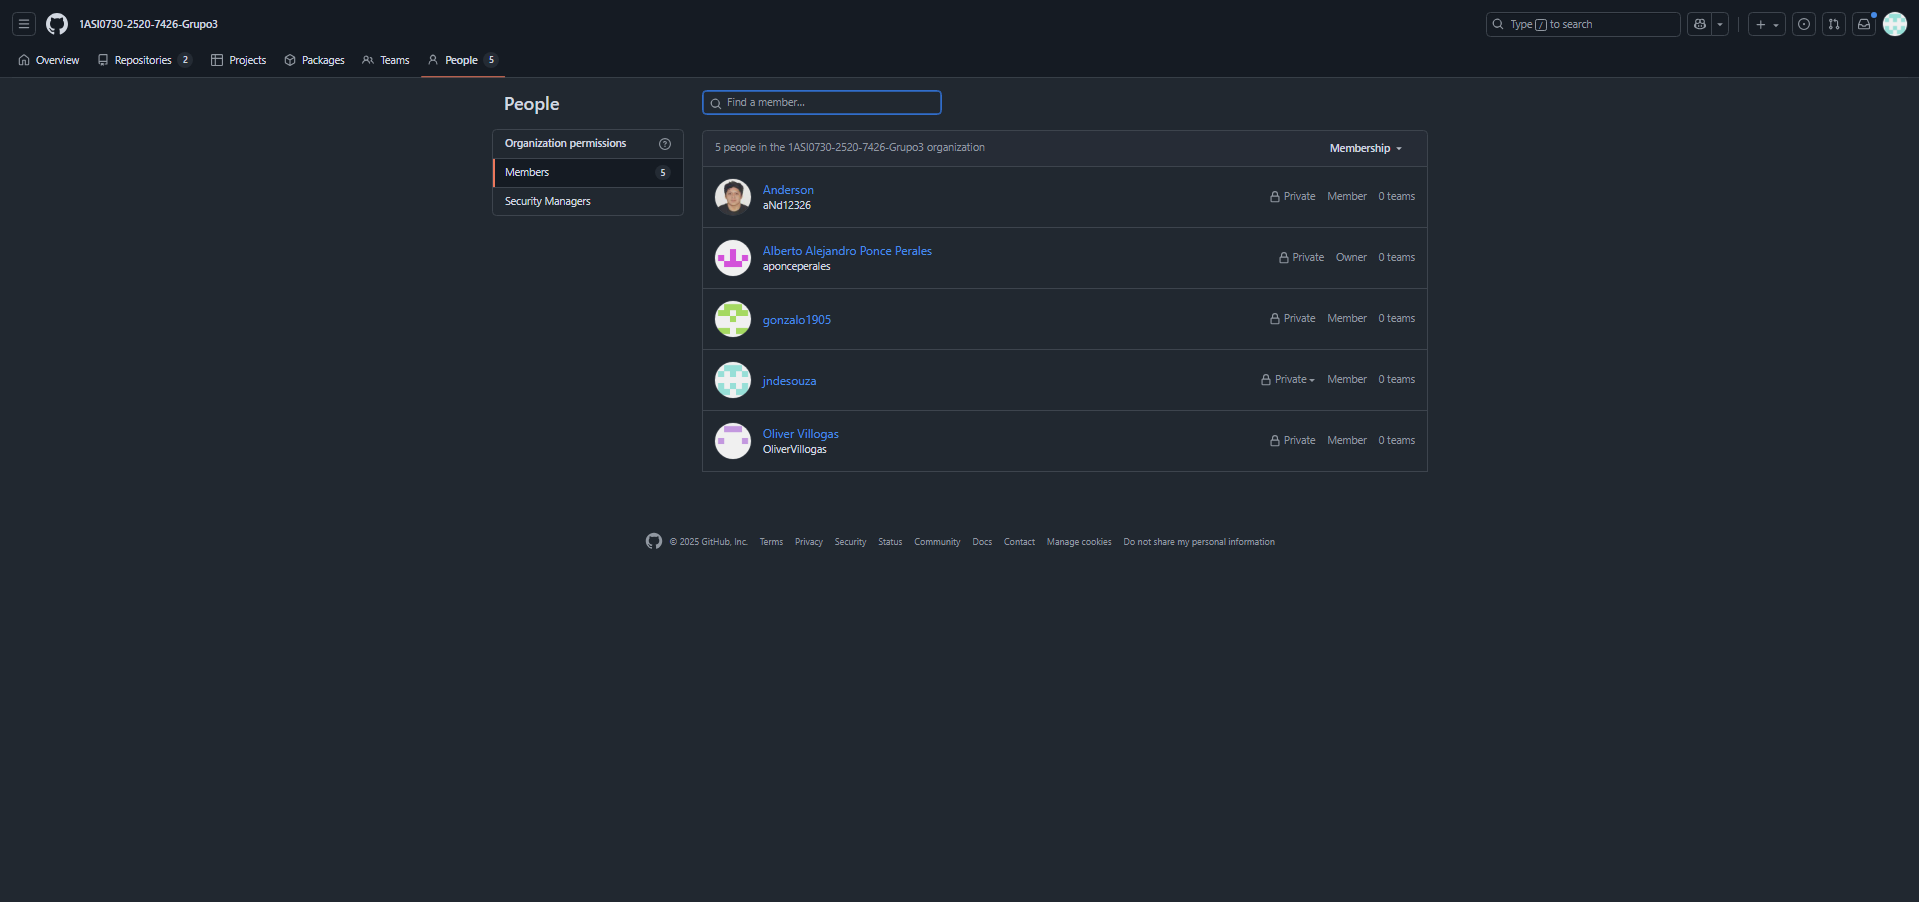 1ASI0730-2520-7426-Grupo3
Type / to search
Overview Repositories 2 Projects Packages Teams People 5
People
Find a member...
Organization permissions
Members 5
Security Managers
5 people in the 1ASI0730-2520-7426-Grupo3 organization Membership
Anderson
aNd12326
Private Member 0 teams
Alberto Alejandro Ponce Perales
aponceperales
Private Owner 0 teams
gonzalo1905
Private Member 0 teams
jndesouza
Private Member 0 teams
Oliver Villogas
OliverVillogas
Private Member 0 teams
© 2025 GitHub, Inc. Terms Privacy Security Status Community Docs Contact Manage cookies Do not share my personal information